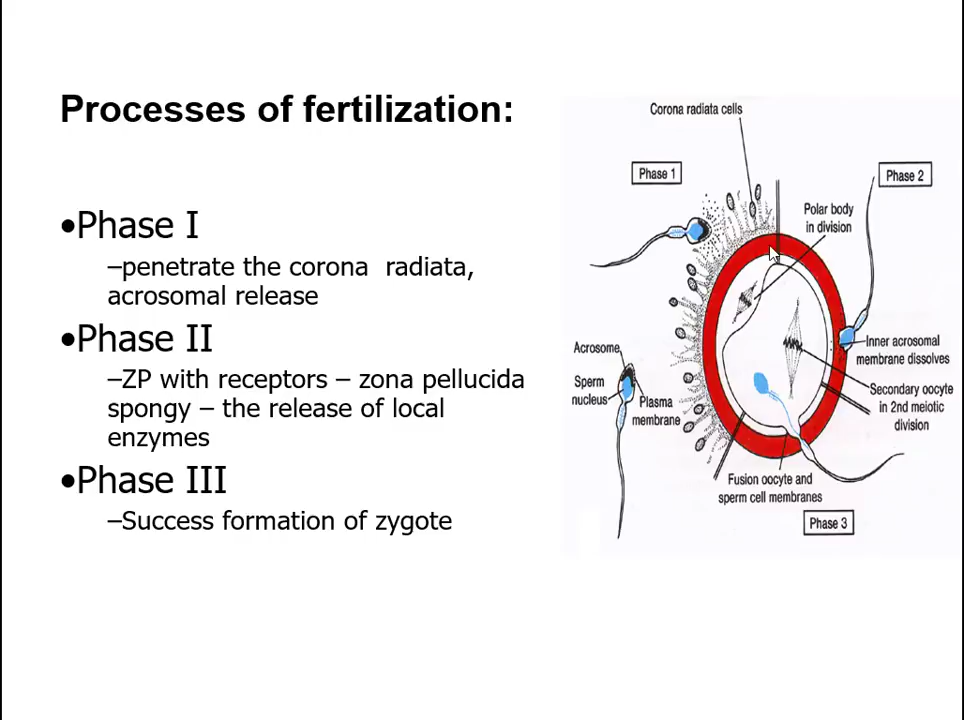 Processes of fertilization:
•Phase I
–penetrate the corona radiata,
acrosomal release
•Phase II
–ZP with receptors – zona pellucida
spongy – the release of local
enzymes
•Phase III
–Success formation of zygote
Corona radiata cells
Phase 1
Phase 2
Polar body
in division
Acrosome
Sperm
nucleus
Plasma
membrane
Inner acrosomal
membrane dissolves
Secondary oocyte
in 2nd meiotic
division
Fusion oocyte and
sperm cell membranes
Phase 3